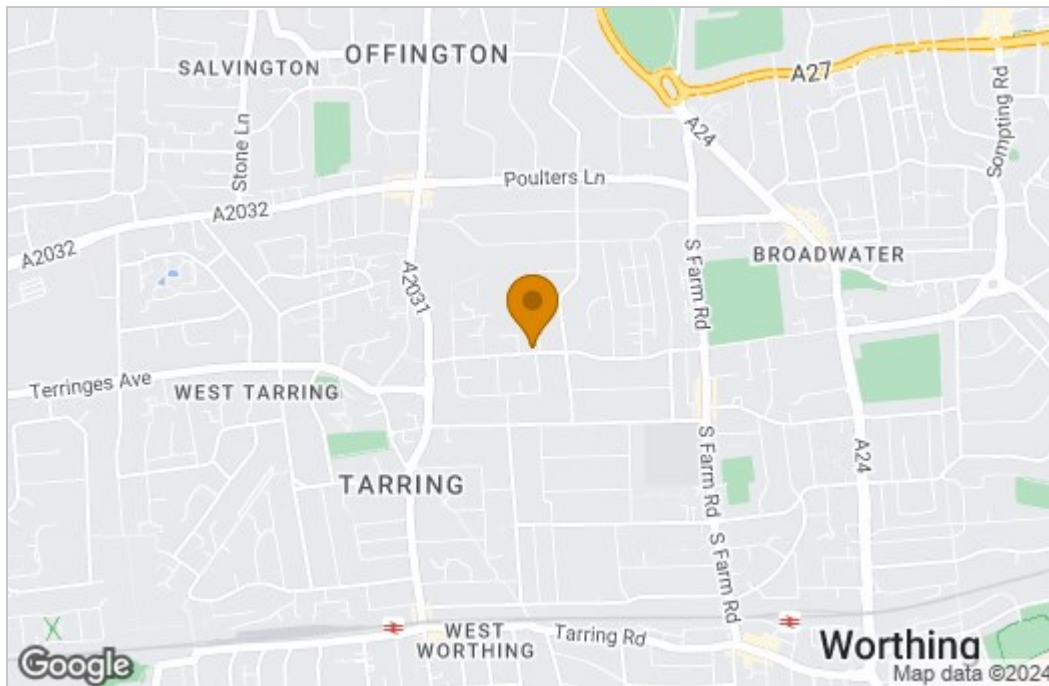 OFFINGTON
SALVINGTON
A27
Sompting Rd
Stone Ln
A24
Poulters Ln
A2032
A2032
BROADWATER
S Farm Rd
A2031
Terringes Ave
WEST TARRING
S Farm Rd
A24
TARRING
S Farm Rd
WEST
WORTHING
Tarring Rd
Worthing
Google
Map data ©2024